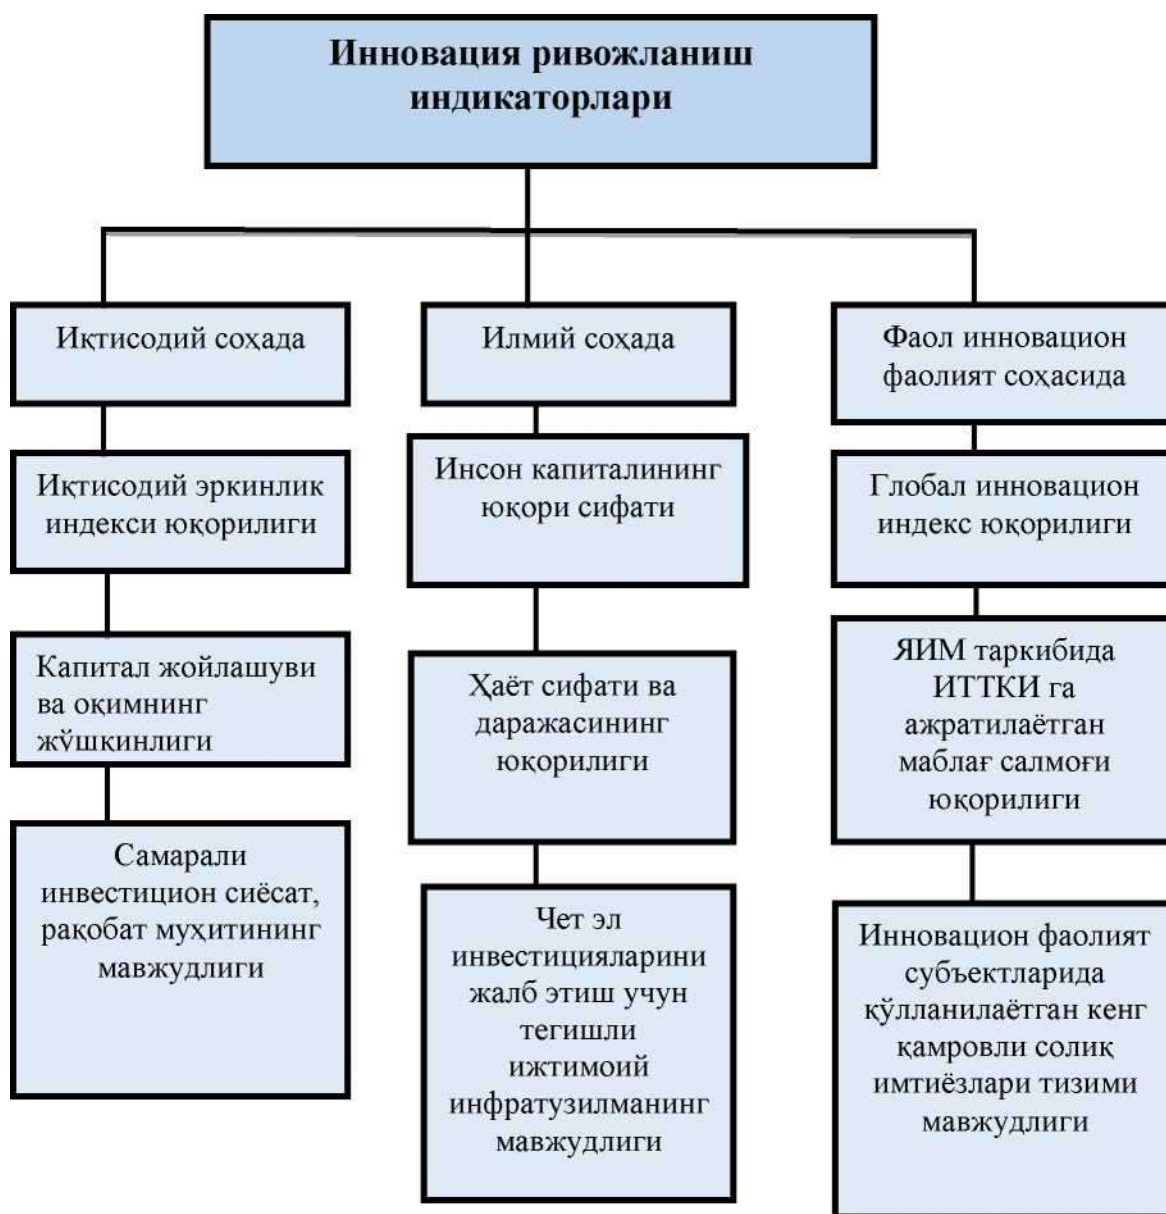 Инновация ривожланиш
индикаторлари
Иқтисодий соҳада
Иқтисодий эркинлик
индекси юқорилиги
Капитал жойлашуви
ва оқимнинг
жўшқинлиги
Самарали
инвестицион сиёсат,
рақобат муҳитининг
мавжудлиги
Илмий соҳада
Инсон капиталининг
юқори сифати
Ҳаёт сифати ва
даражасининг
юқорилиги
Чет эл
инвестицияларини
жалб этиш учун
тегишли
ижтимоий
инфратузилманинг
мавжудлиги
Фаол инновацион
фаолият соҳасида
Глобал инновацион
индекс юқорилиги
ЯИМ таркибида
ИТТКИ га
ажратилаётган
маблағ салмоғи
юқорилиги
Инновацион фаолият
субъектларида
қўлланилаётган кенг
қамровли солиқ
имтиёзлари тизими
мавжудлиги